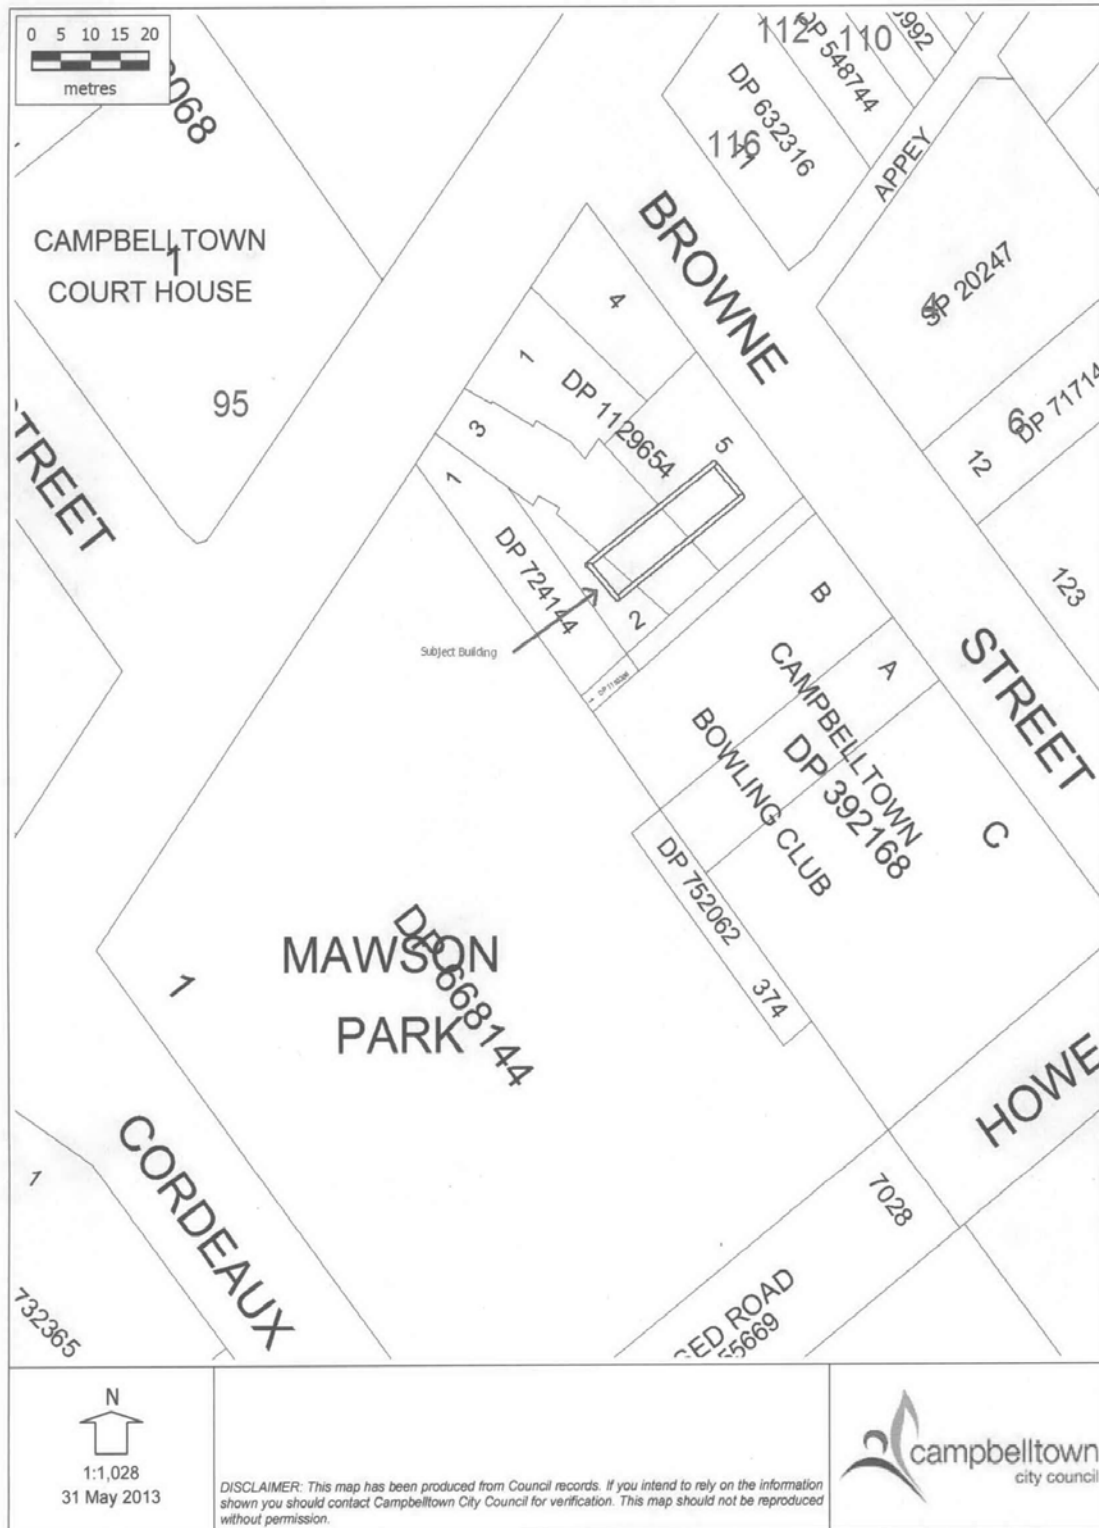 0 5 10 15 20
metres
CAMPBELLTOWN
1
COURT HOUSE
95
STREET
112
DP 548744
110
DP 632316
116
APPEY
BROWNE
SP 20247
4
DP 1129654
1
3
1
5
6
12
DP 724144
2
Subject Building
B
A
CAMPBELLTOWN
BOWLING CLUB
DP 392168
C
123
STREET
DP 752062
374
MAWSON
PARK
DP 668144
1
CORDEAUX
1
732365
HOWE
7028
ROAD
N
1:1,028
31 May 2013
DISCLAIMER: This map has been produced from Council records. If you intend to rely on the information
shown you should contact Campbelltown City Council for verification. This map should not be reproduced
without permission.
campbelltown
city council